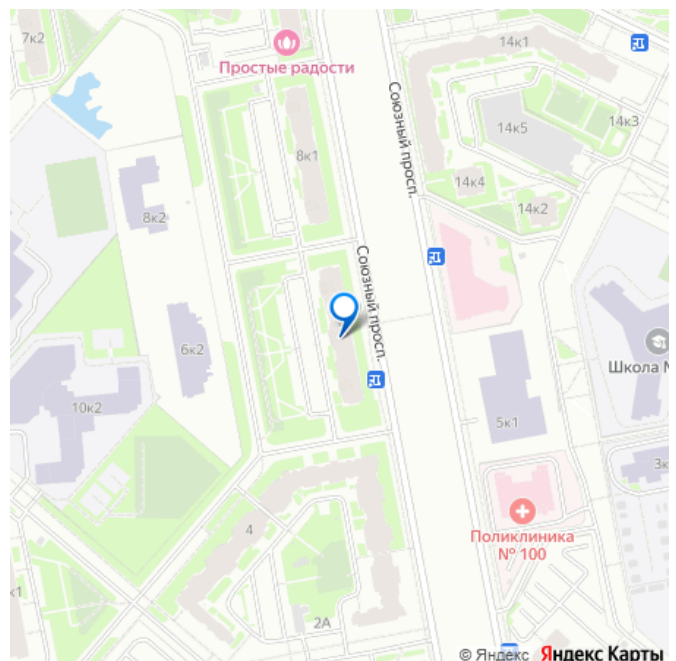 7к2
14к1
Простые радости
Союзный просп.
14к5
14к3
8к1
14к4
14к2
8к2
Союзный просп.
6к2
Школа №
10к2
5к1
3к
4
Поликлиника
№ 100
к1
2А
© Яндекс Яндекс Карты